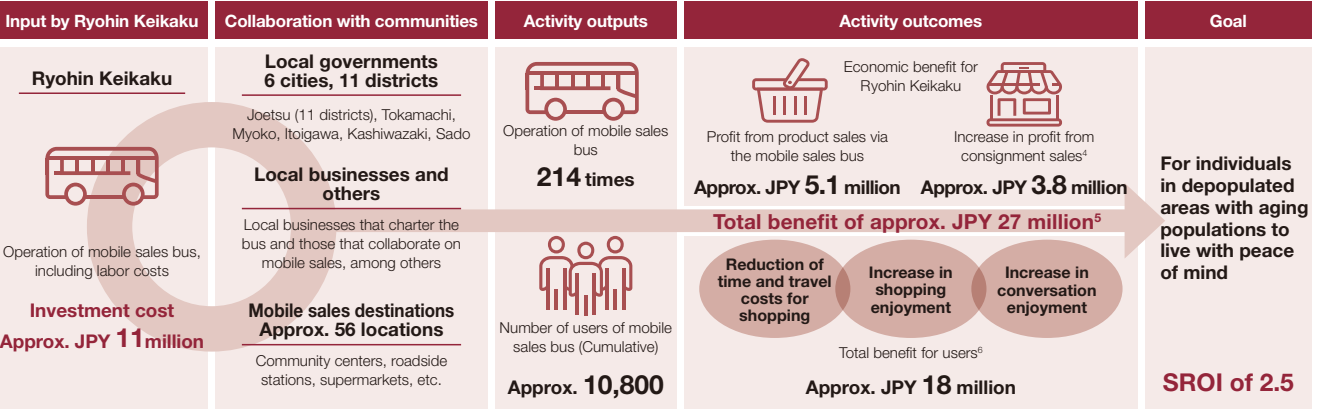 Input by Ryohin Keikaku
Ryohin Keikaku
Operation of mobile sales bus,
including labor costs
Investment cost
Approx. JPY 11 million
Collaboration with communities
Local governments
6 cities, 11 districts
Joetsu (11 districts), Tokamachi,
Myoko, Itoigawa, Kashiwazaki, Sado
Local businesses and
others
Local businesses that charter the
bus and those that collaborate on
mobile sales, among others
Mobile sales destinations
Approx. 56 locations
Community centers, roadside
stations, supermarkets, etc.
Activity outputs
Operation of mobile sales
bus
214 times
Number of users of mobile
sales bus (Cumulative)
Approx. 10,800
Activity outcomes
Economic benefit for
Ryohin Keikaku
Profit from product sales via
the mobile sales bus
Approx. JPY 5.1 million
Increase in profit from
consignment sales⁴
Approx. JPY 3.8 million
Total benefit of approx. JPY 27 million⁵
Reduction of
time and travel
costs for
shopping
Increase in
shopping
enjoyment
Increase in
conversation
enjoyment
Total benefit for users⁶
Approx. JPY 18 million
Goal
For individuals
in depopulated
areas with aging
populations to
live with peace
of mind
SROI of 2.5